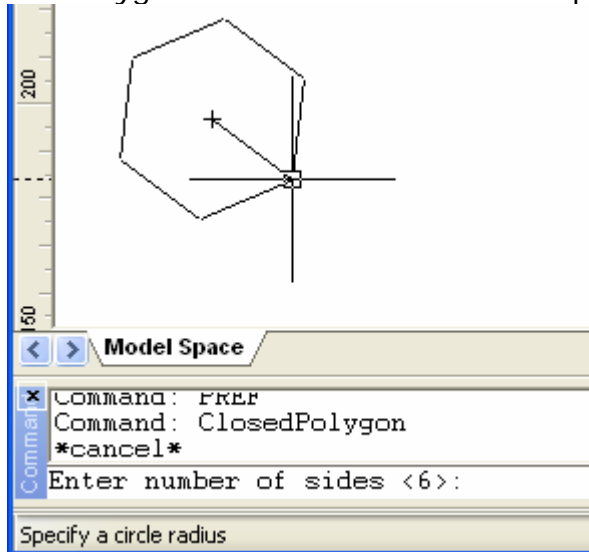 200
150
Model Space
Command: PREF
Command: ClosedPolygon
*cancel*
Enter number of sides <6>:
Specify a circle radius